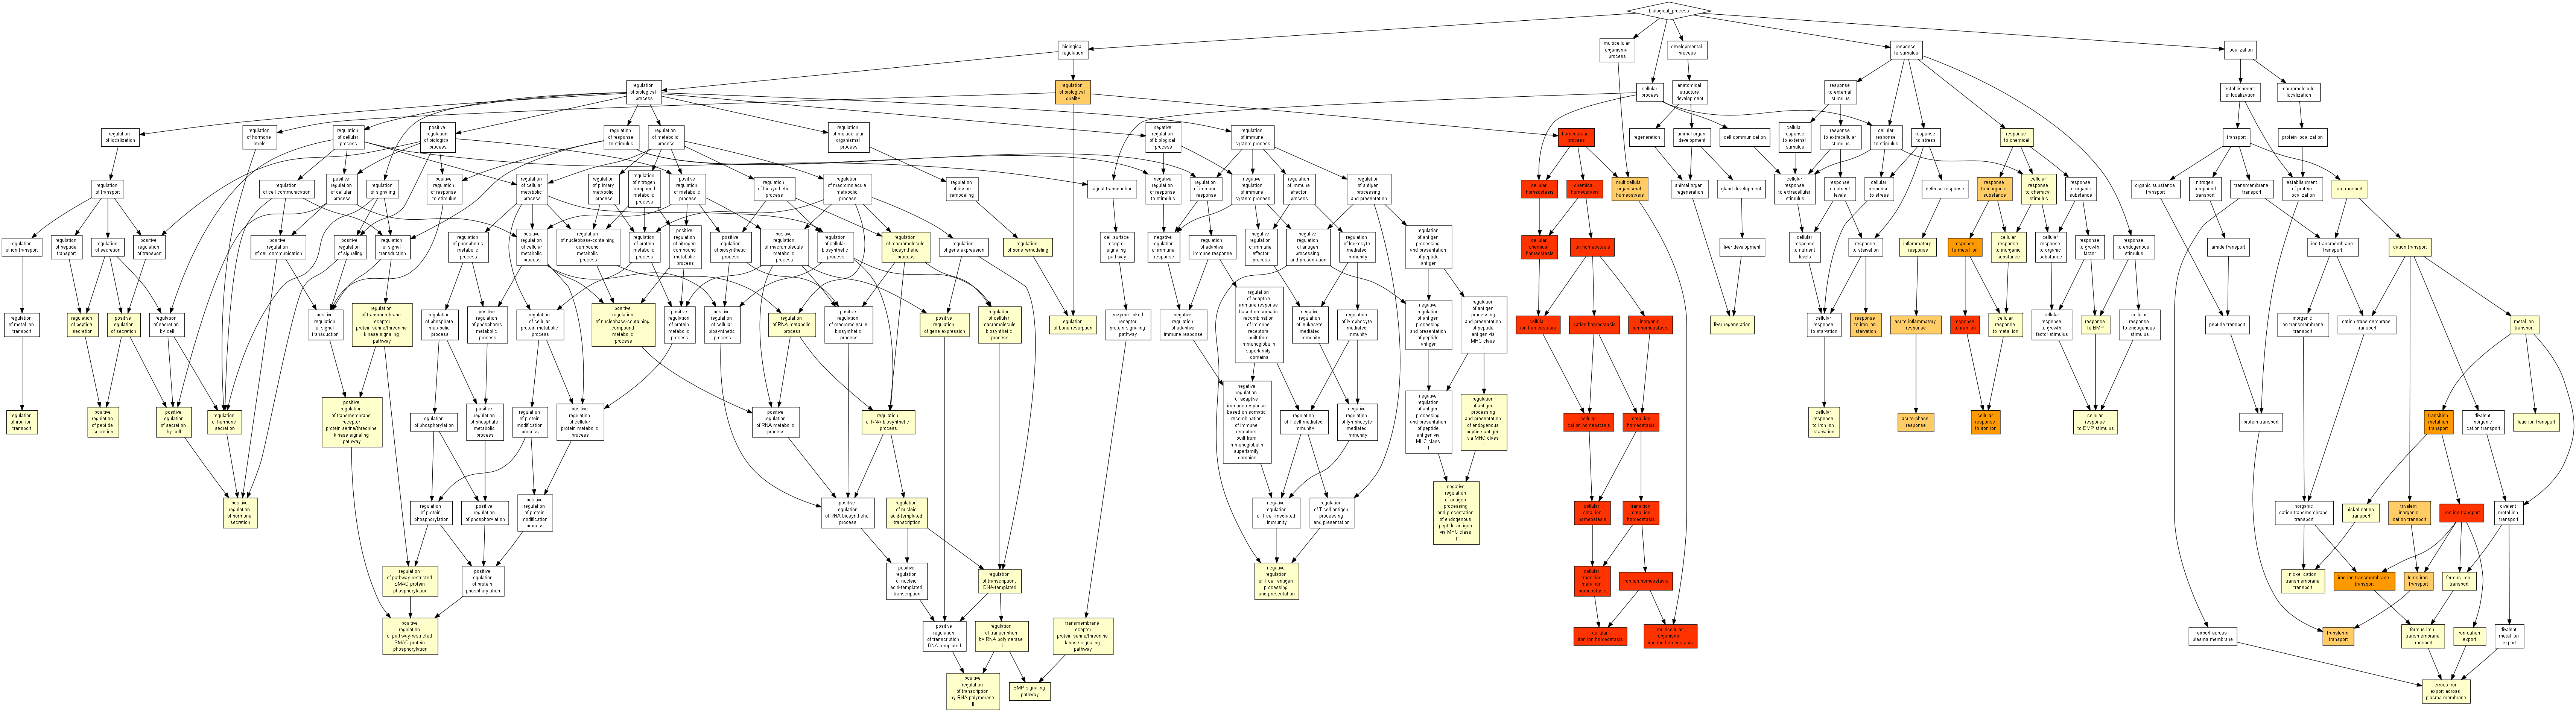 biological_process
biological
regulation
multicellular
organismal
process
developmental
process
response
to stimulus
localization
regulation
of biological
process
regulation
of biological
quality
cellular
process
anatomical
structure
development
response
to external
stimulus
establishment
of localization
macromolecule
localization
regulation
of localization
regulation
of hormone
levels
regulation
of cellular
process
positive
regulation
of biological
process
regulation
of response
to stimulus
regulation
of metabolic
process
regulation
of multicellular
organismal
process
negative
regulation
of biological
process
regulation
of immune
system process
homeostatic
process
regeneration
animal organ
development
cell communication
cellular
response
to external
stimulus
response
to extracellular
stimulus
cellular
response
to stimulus
response
to stress
response
to chemical
transport
protein localization
regulation
of transport
regulation
of cell communication
positive
regulation
of cellular
process
regulation
of signaling
positive
regulation
of response
to stimulus
regulation
of cellular
metabolic
process
regulation
of primary
metabolic
process
regulation
of nitrogen
compound
metabolic
process
positive
regulation
of metabolic
process
regulation
of biosynthetic
process
regulation
of macromolecule
metabolic
process
regulation
of tissue
remodeling
signal transduction
negative
regulation
of response
to stimulus
regulation
of immune
response
negative
regulation
of immune
system process
regulation
of immune
effector
process
regulation
of antigen
processing
and presentation
cellular
homeostasis
chemical
homeostasis
multicellular
organismal
homeostasis
animal organ
regeneration
gland development
cellular
response
to extracellular
stimulus
response
to nutrient
levels
cellular
response
to stress
defense response
response
to inorganic
substance
cellular
response
to chemical
stimulus
response
to organic
substance
organic substance
transport
nitrogen
compound
transport
transmembrane
transport
establishment
of protein
localization
ion transport
regulation
of ion transport
regulation
of peptide
transport
regulation
of secretion
positive
regulation
of transport
positive
regulation
of cell communication
positive
regulation
of signaling
regulation
of signal
transduction
regulation
of phosphorus
metabolic
process
positive
regulation
of cellular
metabolic
process
regulation
of nucleobase-containing
compound
metabolic
process
regulation
of protein
metabolic
process
positive
regulation
of nitrogen
compound
metabolic
process
positive
regulation
of biosynthetic
process
positive
regulation
of macromolecule
metabolic
process
regulation
of cellular
biosynthetic
process
regulation
of macromolecule
biosynthetic
process
regulation
of gene expression
regulation
of bone remodeling
cell surface
receptor
signaling
pathway
negative
regulation
of immune
response
regulation
of adaptive
immune response
negative
regulation
of immune
effector
process
negative
regulation
of antigen
processing
and presentation
regulation
of leukocyte
mediated
immunity
regulation
of antigen
processing
and presentation
of peptide
antigen
cellular
chemical
homeostasis
ion homeostasis
liver development
cellular
response
to nutrient
levels
response
to starvation
inflammatory
response
response
to metal ion
cellular
response
to inorganic
substance
cellular
response
to organic
substance
response
to growth
factor
response
to endogenous
stimulus
amide transport
ion transmembrane
transport
cation transport
regulation
of metal ion
transport
regulation
of peptide
secretion
positive
regulation
of secretion
regulation
of secretion
by cell
positive
regulation
of signal
transduction
regulation
of transmembrane
receptor
protein serine/threonine
kinase signaling
pathway
regulation
of phosphate
metabolic
process
positive
regulation
of phosphorus
metabolic
process
regulation
of cellular
protein metabolic
process
positive
regulation
of nucleobase-containing
compound
metabolic
process
positive
regulation
of protein
metabolic
process
positive
regulation
of cellular
biosynthetic
process
regulation
of RNA metabolic
process
positive
regulation
of macromolecule
biosynthetic
process
positive
regulation
of gene expression
regulation
of cellular
macromolecule
biosynthetic
process
regulation
of bone resorption
enzyme linked
receptor
protein signaling
pathway
negative
regulation
of adaptive
immune response
regulation
of adaptive
immune response
based on somatic
recombination
of immune
receptors
built from
immunoglobulin
superfamily
domains
negative
regulation
of leukocyte
mediated
immunity
regulation
of lymphocyte
mediated
immunity
negative
regulation
of antigen
processing
and presentation
of peptide
antigen
regulation
of antigen
processing
and presentation
of peptide
antigen via
MHC class
I
cellular
ion homeostasis
cation homeostasis
inorganic
ion homeostasis
liver regeneration
cellular
response
to starvation
response
to iron ion
starvation
acute inflammatory
response
response
to iron ion
cellular
response
to metal ion
cellular
response
to growth
factor stimulus
response
to BMP
cellular
response
to endogenous
stimulus
peptide transport
inorganic
ion transmembrane
transport
cation transmembrane
transport
metal ion
transport
regulation
of iron ion
transport
positive
regulation
of peptide
secretion
positive
regulation
of secretion
by cell
regulation
of hormone
secretion
positive
regulation
of transmembrane
receptor
protein serine/threonine
kinase signaling
pathway
regulation
of phosphorylation
positive
regulation
of phosphate
metabolic
process
regulation
of protein
modification
process
positive
regulation
of cellular
protein metabolic
process
positive
regulation
of RNA metabolic
process
regulation
of RNA biosynthetic
process
negative
regulation
of adaptive
immune response
based on somatic
recombination
of immune
receptors
built from
immunoglobulin
superfamily
domains
regulation
of T cell mediated
immunity
negative
regulation
of lymphocyte
mediated
immunity
negative
regulation
of antigen
processing
and presentation
of peptide
antigen via
MHC class
I
regulation
of antigen
processing
and presentation
of endogenous
peptide antigen
via MHC class
I
cellular
cation homeostasis
metal ion
homeostasis
cellular
response
to iron ion
starvation
acute-phase
response
cellular
response
to iron ion
cellular
response
to BMP stimulus
protein transport
transition
metal ion
transport
divalent
inorganic
cation transport
lead ion transport
positive
regulation
of hormone
secretion
regulation
of protein
phosphorylation
positive
regulation
of phosphorylation
positive
regulation
of protein
modification
process
positive
regulation
of RNA biosynthetic
process
regulation
of nucleic
acid-templated
transcription
negative
regulation
of T cell mediated
immunity
regulation
of T cell antigen
processing
and presentation
negative
regulation
of antigen
processing
and presentation
of endogenous
peptide antigen
via MHC class
I
cellular
metal ion
homeostasis
transition
metal ion
homeostasis
inorganic
cation transmembrane
transport
nickel cation
transport
trivalent
inorganic
cation transport
iron ion transport
divalent
metal ion
transport
regulation
of pathway-restricted
SMAD protein
phosphorylation
positive
regulation
of protein
phosphorylation
positive
regulation
of nucleic
acid-templated
transcription
regulation
of transcription,
DNA-templated
negative
regulation
of T cell antigen
processing
and presentation
cellular
transition
metal ion
homeostasis
iron ion homeostasis
nickel cation
transmembrane
transport
iron ion transmembrane
transport
ferric iron
transport
ferrous iron
transport
positive
regulation
of pathway-restricted
SMAD protein
phosphorylation
positive
regulation
of transcription,
DNA-templated
regulation
of transcription
by RNA polymerase
II
transmembrane
receptor
protein serine/threonine
kinase signaling
pathway
cellular
iron ion homeostasis
multicellular
organismal
iron ion homeostasis
export across
plasma membrane
transferrin
transport
ferrous iron
transmembrane
transport
iron cation
export
divalent
metal ion
export
positive
regulation
of transcription
by RNA polymerase
II
BMP signaling
pathway
ferrous iron
export across
plasma membrane